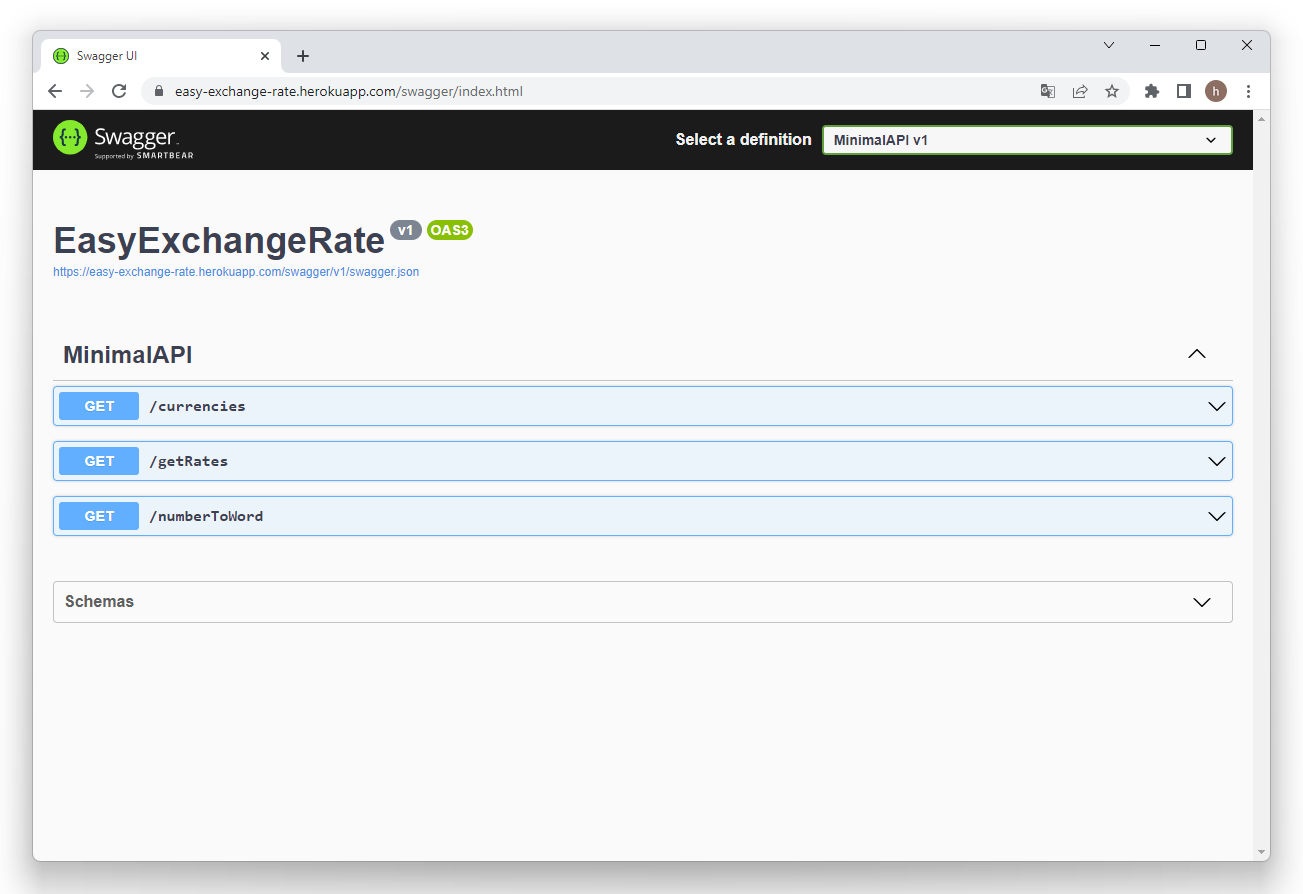 Swagger UI
easy-exchange-rate.herokuapp.com/swagger/index.html
h
{···} Swagger
Supported by SMARTBEAR
Select a definition
MinimalAPI v1
EasyExchangeRate v1 OAS3
https://easy-exchange-rate.herokuapp.com/swagger/v1/swagger.json
MinimalAPI
GET /currencies
GET /getRates
GET /numberToWord
Schemas